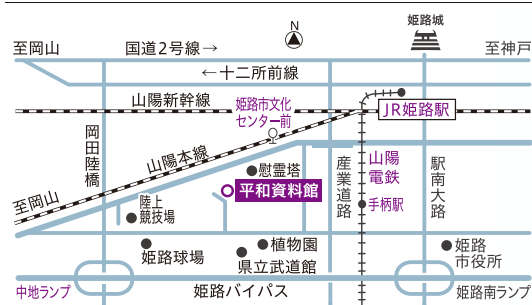 N
姫路城
至岡山
国道2号線→
至神戸
←十二所前線
山陽新幹線
姫路市文化
センター前
JR姫路駅
岡田陸橋
山陽本線
慰霊塔
平和資料館
産業道路
山陽
電鉄
駅南大路
至岡山
陸上
競技場
手柄駅
姫路球場
植物園
県立武道館
姫路
市役所
中地ランプ
姫路バイパス
姫路南ランプ